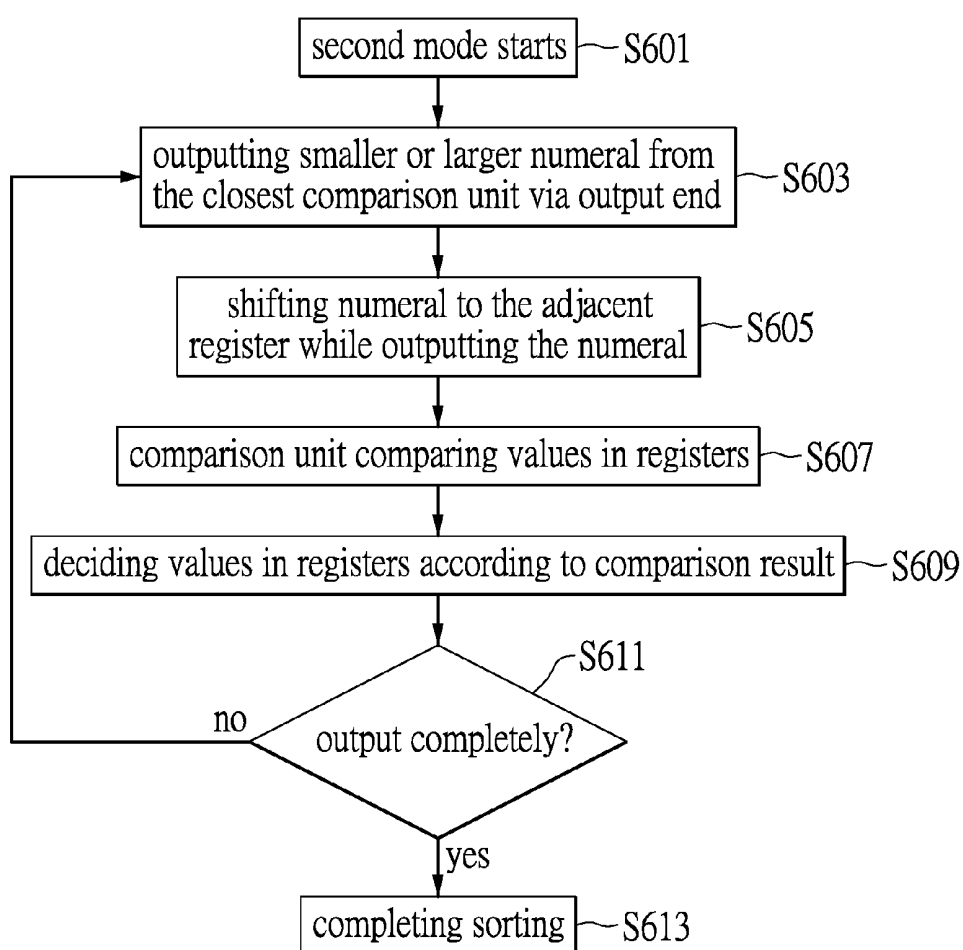 second mode starts S601
outputting smaller or larger numeral from
the closest comparison unit via output end S603
shifting numeral to the adjacent
register while outputting the numeral S605
comparison unit comparing values in registers S607
deciding values in registers according to comparison result S609
S611
no
output completely?
yes
completing sorting S613